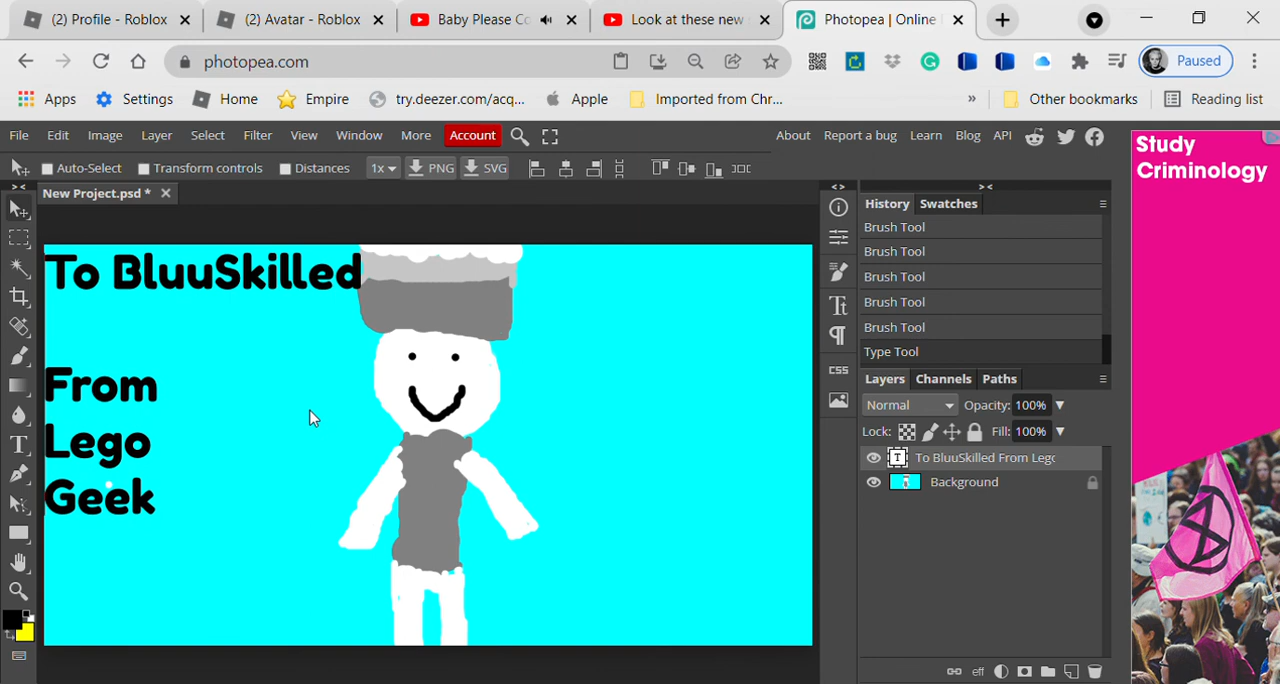 (2) Profile - Roblox
(2) Avatar - Roblox
Baby Please Co
Look at these new
Photopea | Online
photopea.com
Paused
Apps
Settings
Home
Empire
try.deezer.com/acq...
Apple
Imported from Chr...
»
Other bookmarks
Reading list
File Edit Image Layer Select Filter View Window More Account
About Report a bug Learn Blog API
Auto-Select Transform controls Distances 1x PNG SVG
New Project.psd *
History Swatches
Brush Tool
Brush Tool
Brush Tool
Brush Tool
Brush Tool
Type Tool
CSS
Layers Channels Paths
Normal Opacity: 100%
Lock: Fill: 100%
To BluuSkilled From Lego
Background
eff
To BluuSkilled
From
Lego
Geek
Study
Criminology